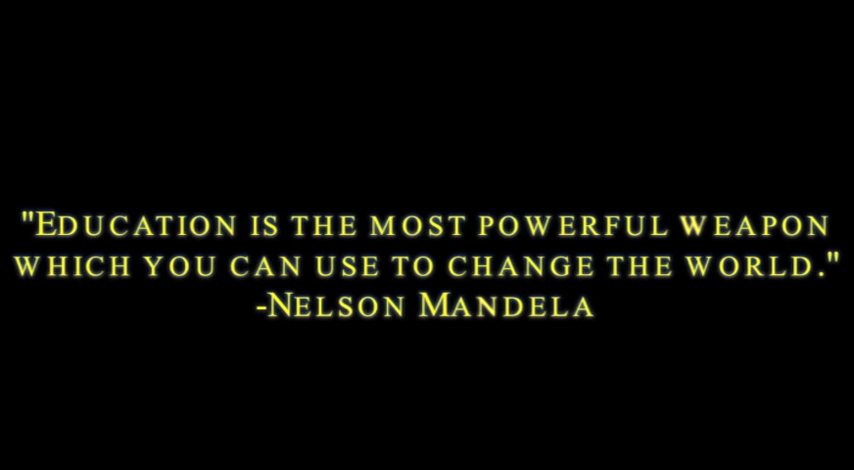 "Education is the most powerful weapon
which you can use to change the world."
-Nelson Mandela